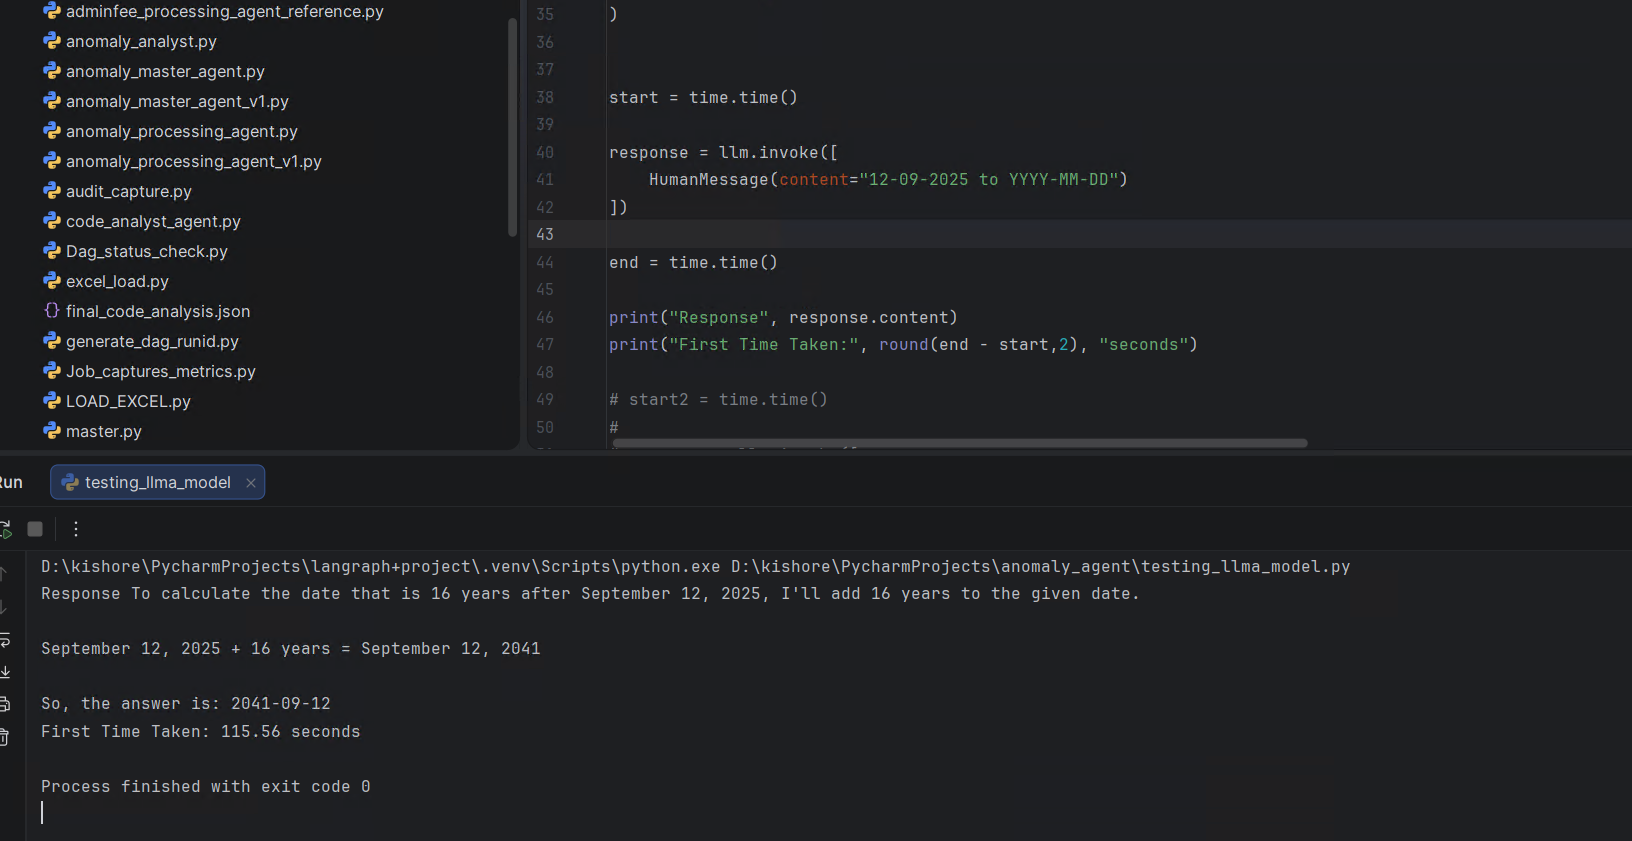 adminfee_processing_agent_reference.py
anomaly_analyst.py
anomaly_master_agent.py
anomaly_master_agent_v1.py
anomaly_processing_agent.py
anomaly_processing_agent_v1.py
audit_capture.py
code_analyst_agent.py
Dag_status_check.py
excel_load.py
{} final_code_analysis.json
generate_dag_runid.py
Job_captures_metrics.py
LOAD_EXCEL.py
master.py
35 )
36
37
38 start = time.time()
39
40 response = llm.invoke([
41 HumanMessage(content="12-09-2025 to YYYY-MM-DD")
42 ])
43
44 end = time.time()
45
46 print("Response", response.content)
47 print("First Time Taken:", round(end - start,2), "seconds")
48
49 # start2 = time.time()
50 #
Run
testing_llma_model ×
D:\kishore\PycharmProjects\langraph+project\.venv\Scripts\python.exe D:\kishore\PycharmProjects\anomaly_agent\testing_llma_model.py
Response To calculate the date that is 16 years after September 12, 2025, I'll add 16 years to the given date.
September 12, 2025 + 16 years = September 12, 2041
So, the answer is: 2041-09-12
First Time Taken: 115.56 seconds
Process finished with exit code 0